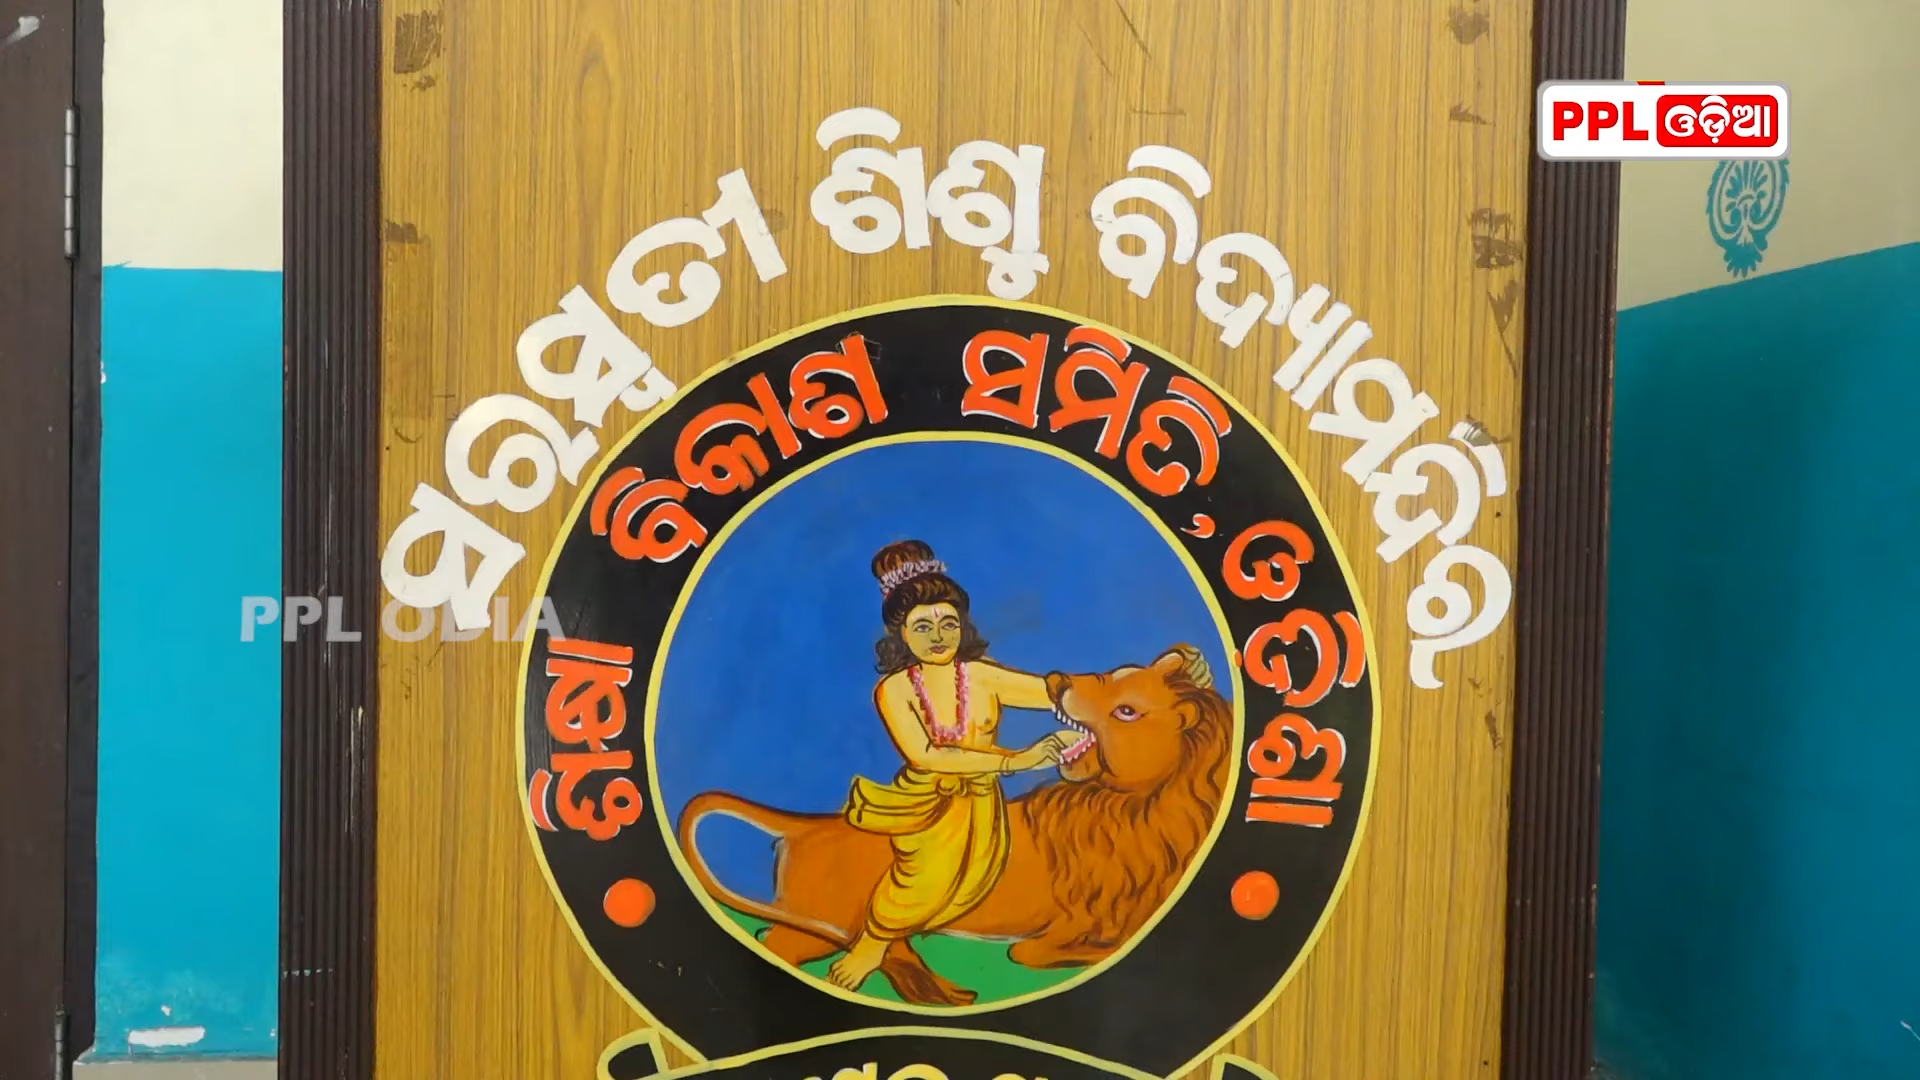 PPL ଓଡ଼ିଆ
ସରସ୍ୱତୀ ଶିଶୁ ବିଦ୍ୟାମନ୍ଦିର
ଶିକ୍ଷା ବିକାଶ ସମିତି, ଓଡ଼ିଶା
PPL ODIA